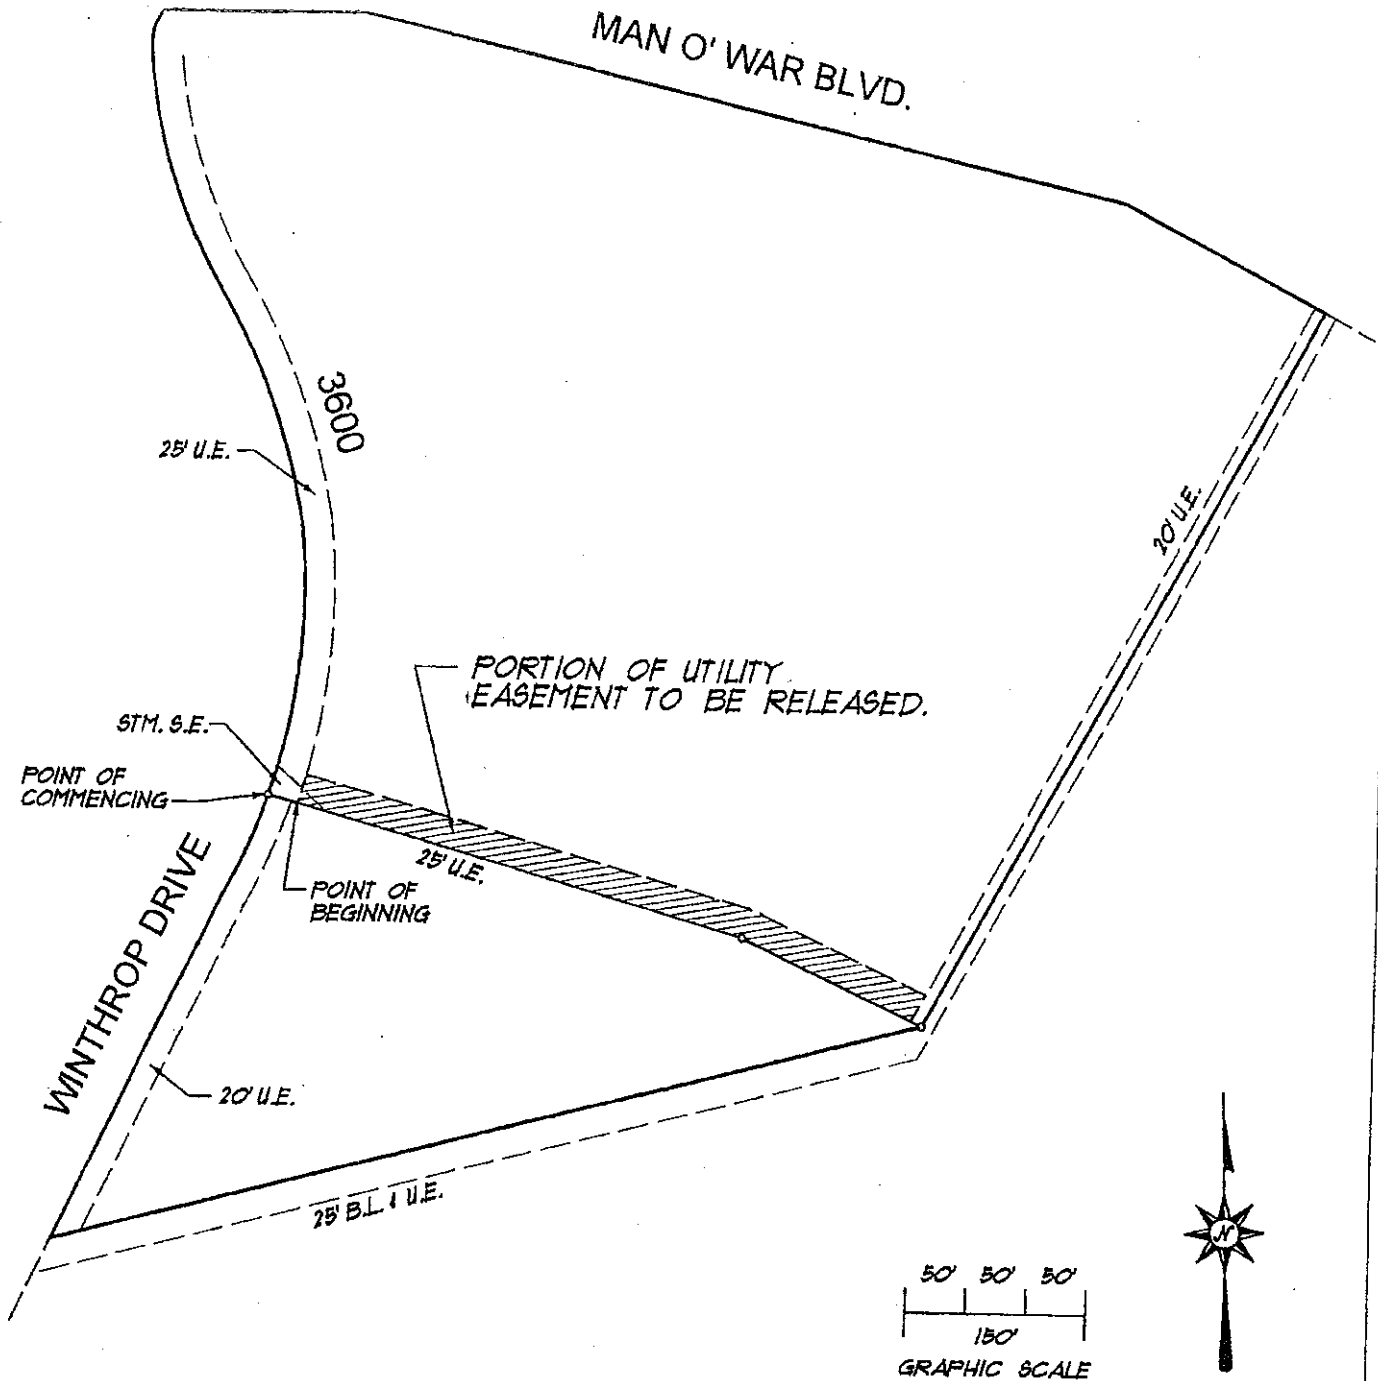 MAN O' WAR BLVD.
3600
25' U.E.
20' U.E.
PORTION OF UTILITY
EASEMENT TO BE RELEASED.
STM. S.E.
POINT OF
COMMENCING
25' U.E.
POINT OF
BEGINNING
WINTHROP DRIVE
20' U.E.
25' B.L. & U.E.
N
50' 50' 50'
150'
GRAPHIC SCALE